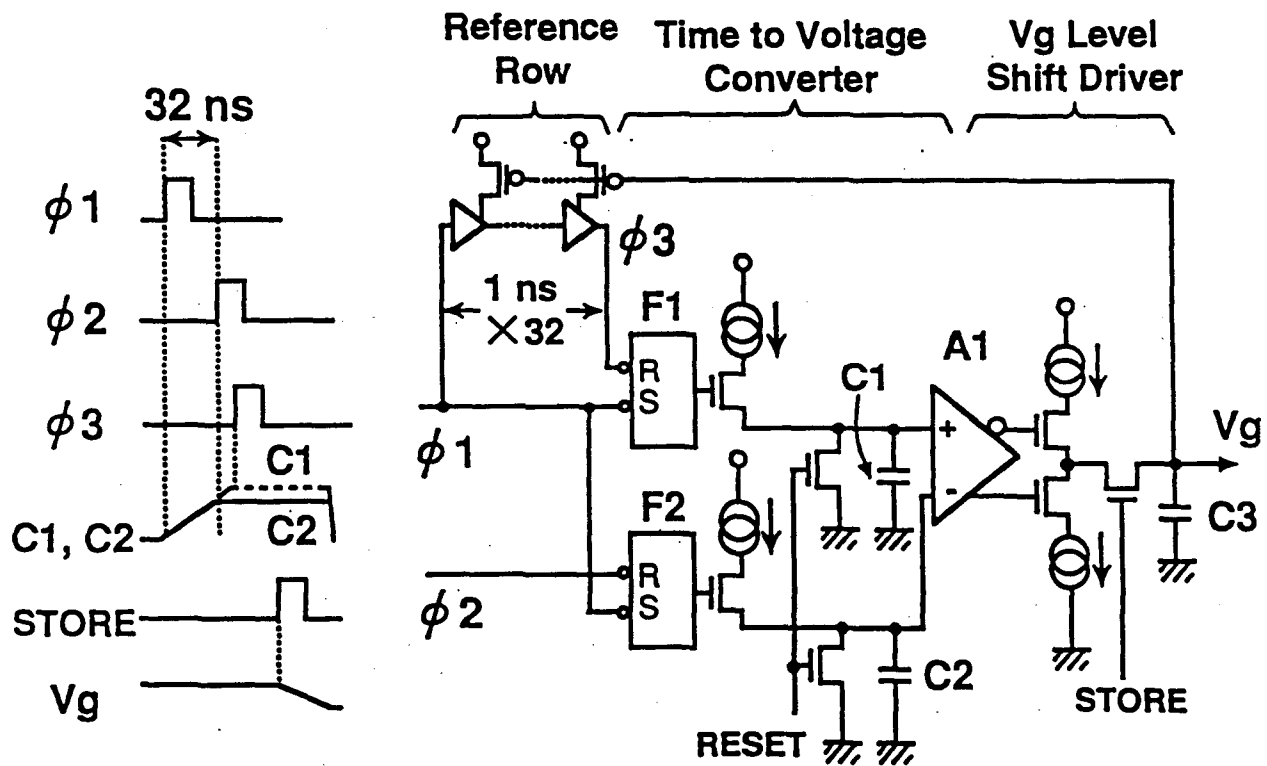 Reference
Row
Time to Voltage
Converter
Vg Level
Shift Driver
32 ns
ϕ1
ϕ2
ϕ3
C1
C2
C1, C2
STORE
Vg
ϕ3
1 ns
×32
F1
R
S
ϕ1
F2
R
S
ϕ2
C1
A1
+
-
Vg
C3
C2
STORE
RESET